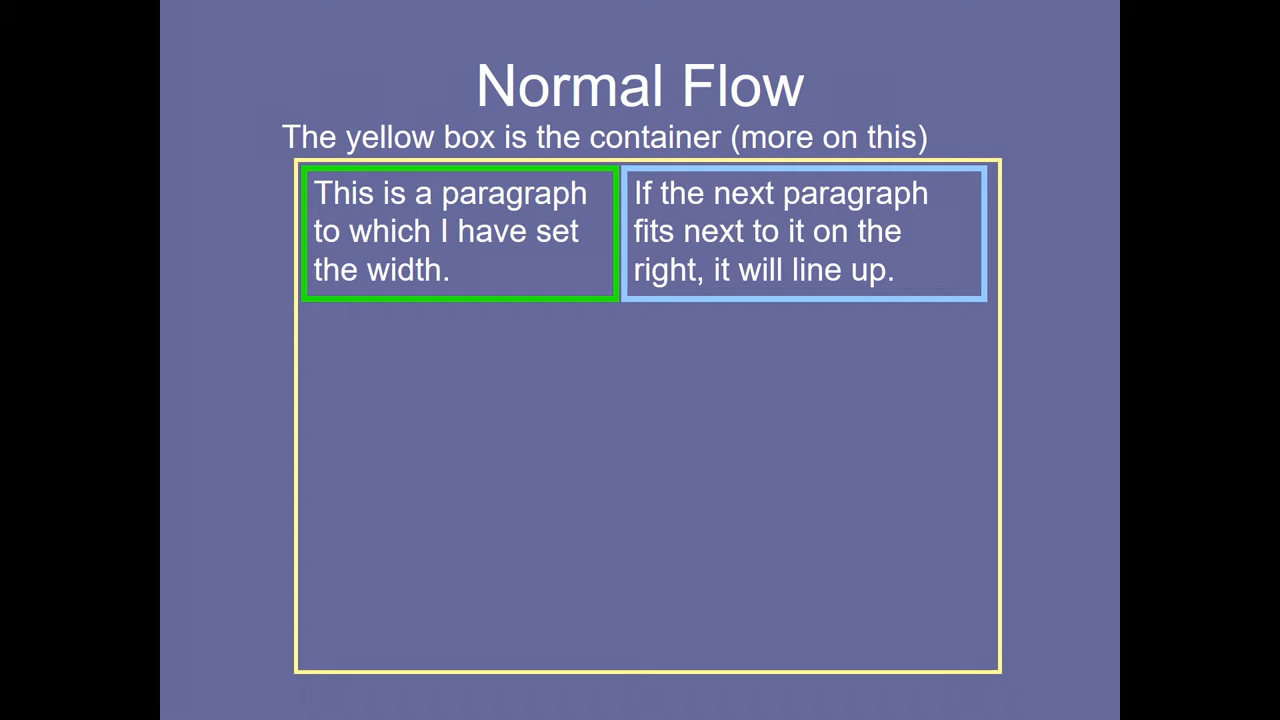 Normal Flow
The yellow box is the container (more on this)
This is a paragraph
to which I have set
the width.
If the next paragraph
fits next to it on the
right, it will line up.